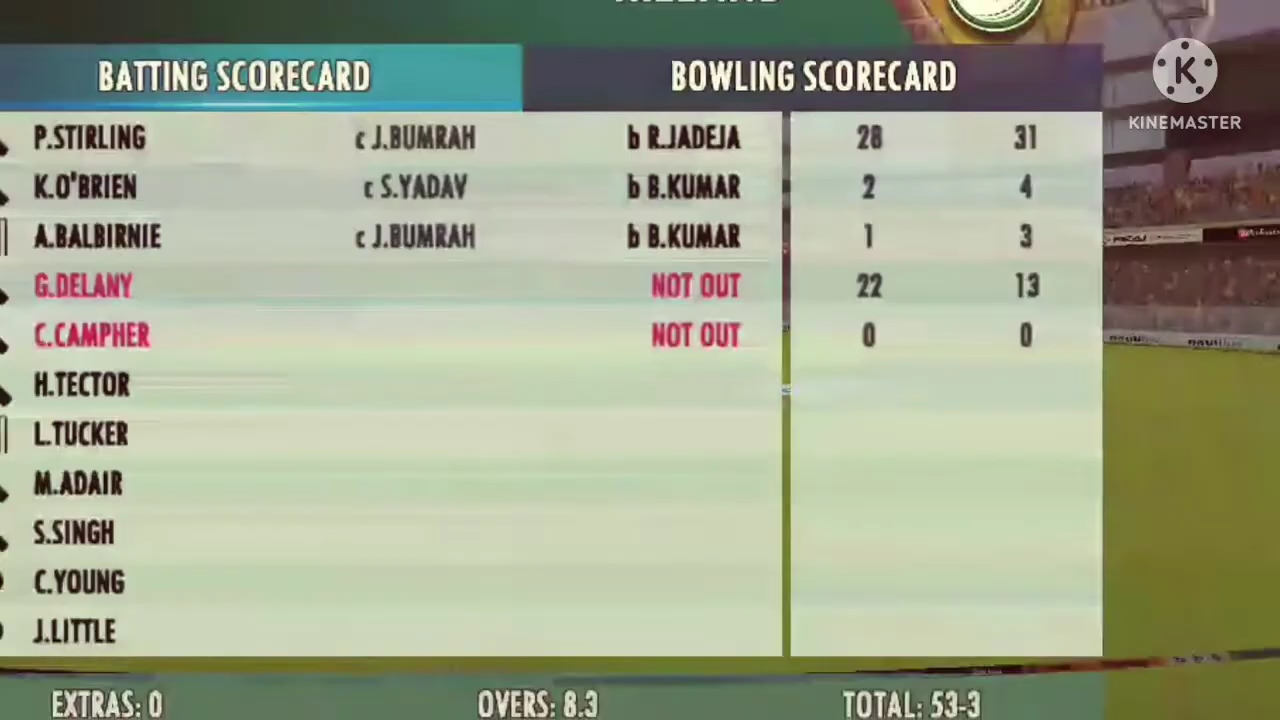 BATTING SCORECARD BOWLING SCORECARD
K
KINEMASTER
P.STIRLING c J.BUMRAH b R.JADEJA 28 31
K.O'BRIEN c S.YADAV b B.KUMAR 2 4
A.BALBIRNIE c J.BUMRAH b B.KUMAR 1 3
G.DELANY NOT OUT 22 13
C.CAMPHER NOT OUT 0 0
H.TECTOR
L.TUCKER
M.ADAIR
S.SINGH
C.YOUNG
J.LITTLE
EXTRAS: 0 OVERS: 8.3 TOTAL: 53-3